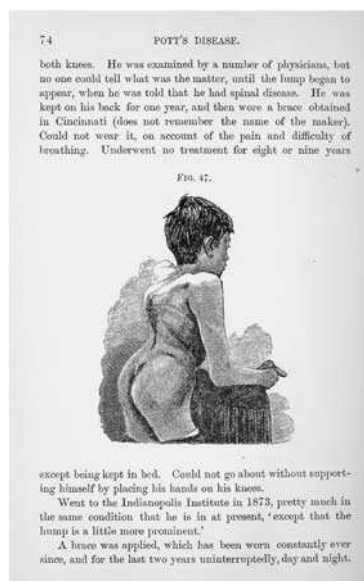 74 POTT'S DISEASE.
both knees. He was examined by a number of physicians, but
no one could tell what was the matter, until the lump began to
appear, when he was told that he had spinal disease. He was
kept on his back for one year, and then wore a brace obtained
in Cincinnati (does not remember the name of the maker).
Could not wear it, on account of the pain and difficulty of
breathing. Underwent no treatment for eight or nine years
FIG. 47.
except being kept in bed. Could not go about without support-
ing himself by placing his hands on his knees.
Went to the Indianopolis Institute in 1873, pretty much in
the same condition that he is in at present, 'except that the
hump is a little more prominent.'
A brace was applied, which has been worn constantly ever
since, and for the last two years uninterruptedly, day and night.